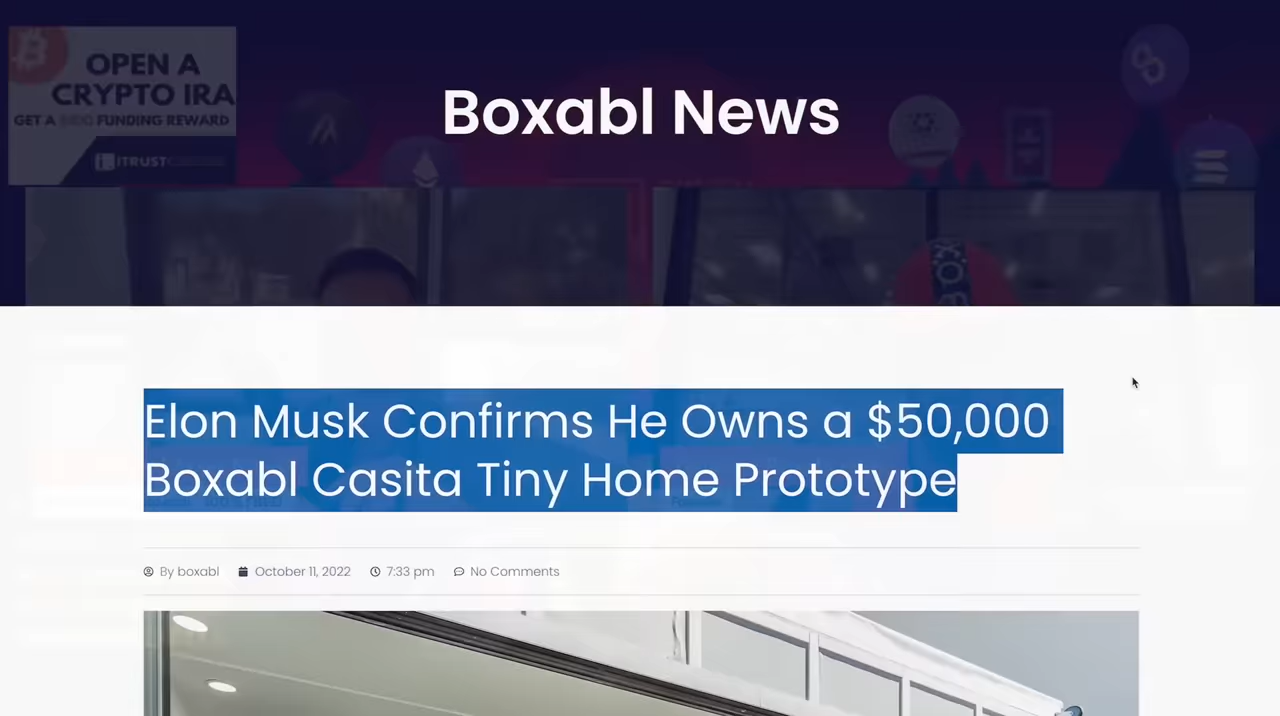 OPEN A
CRYPTO IRA
GET A FUNDING REWARD
ITRUST
Boxabl News
Elon Musk Confirms He Owns a $50,000
Boxabl Casita Tiny Home Prototype
By boxabl October 11, 2022 7:33 pm No Comments